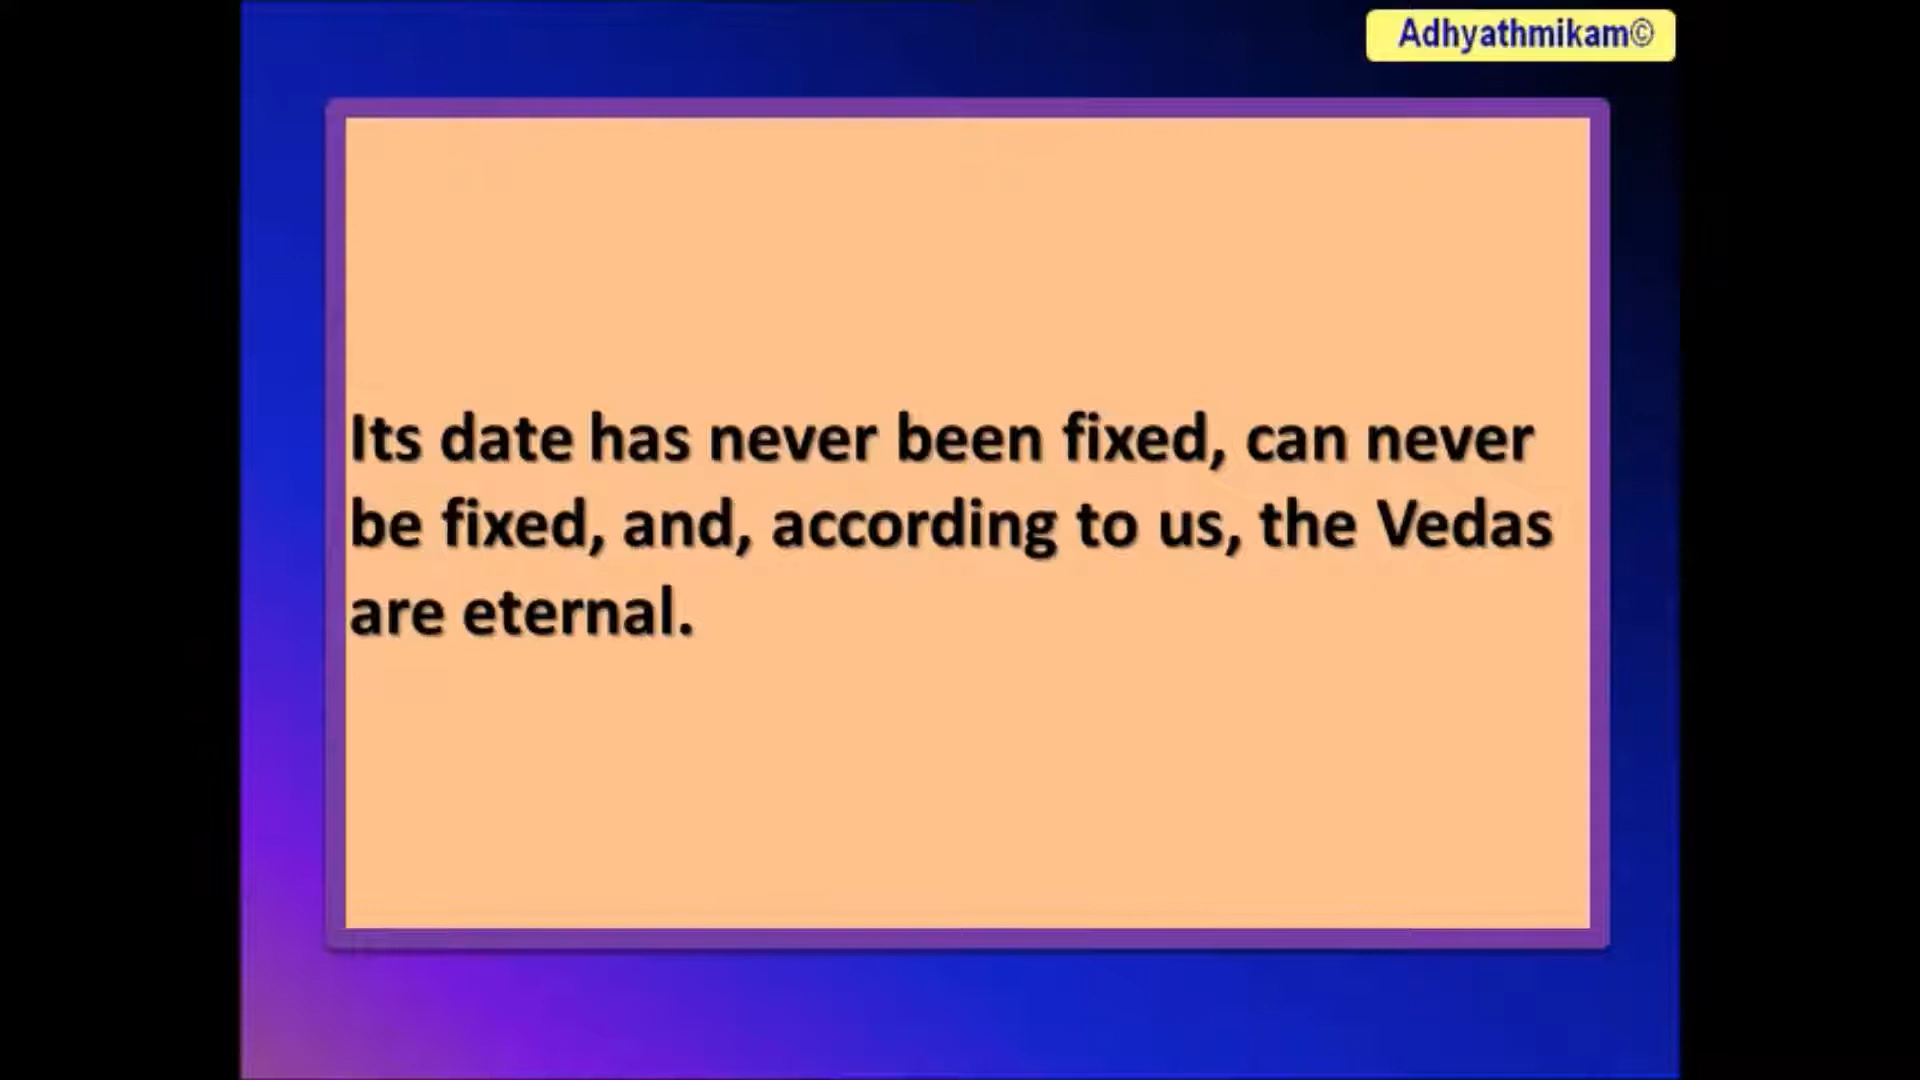 Adhyathmikam©
Its date has never been fixed, can never
be fixed, and, according to us, the Vedas
are eternal.